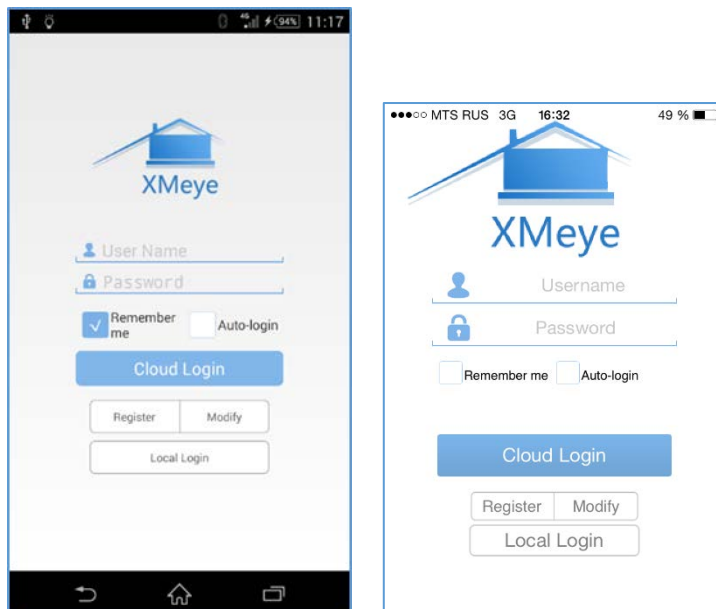 4G 94% 11:17
XMeye
User Name
Password
Remember me
Auto-login
Cloud Login
Register Modify
Local Login
MTS RUS 3G 16:32 49 %
XMeye
Username
Password
Remember me Auto-login
Cloud Login
Register Modify
Local Login